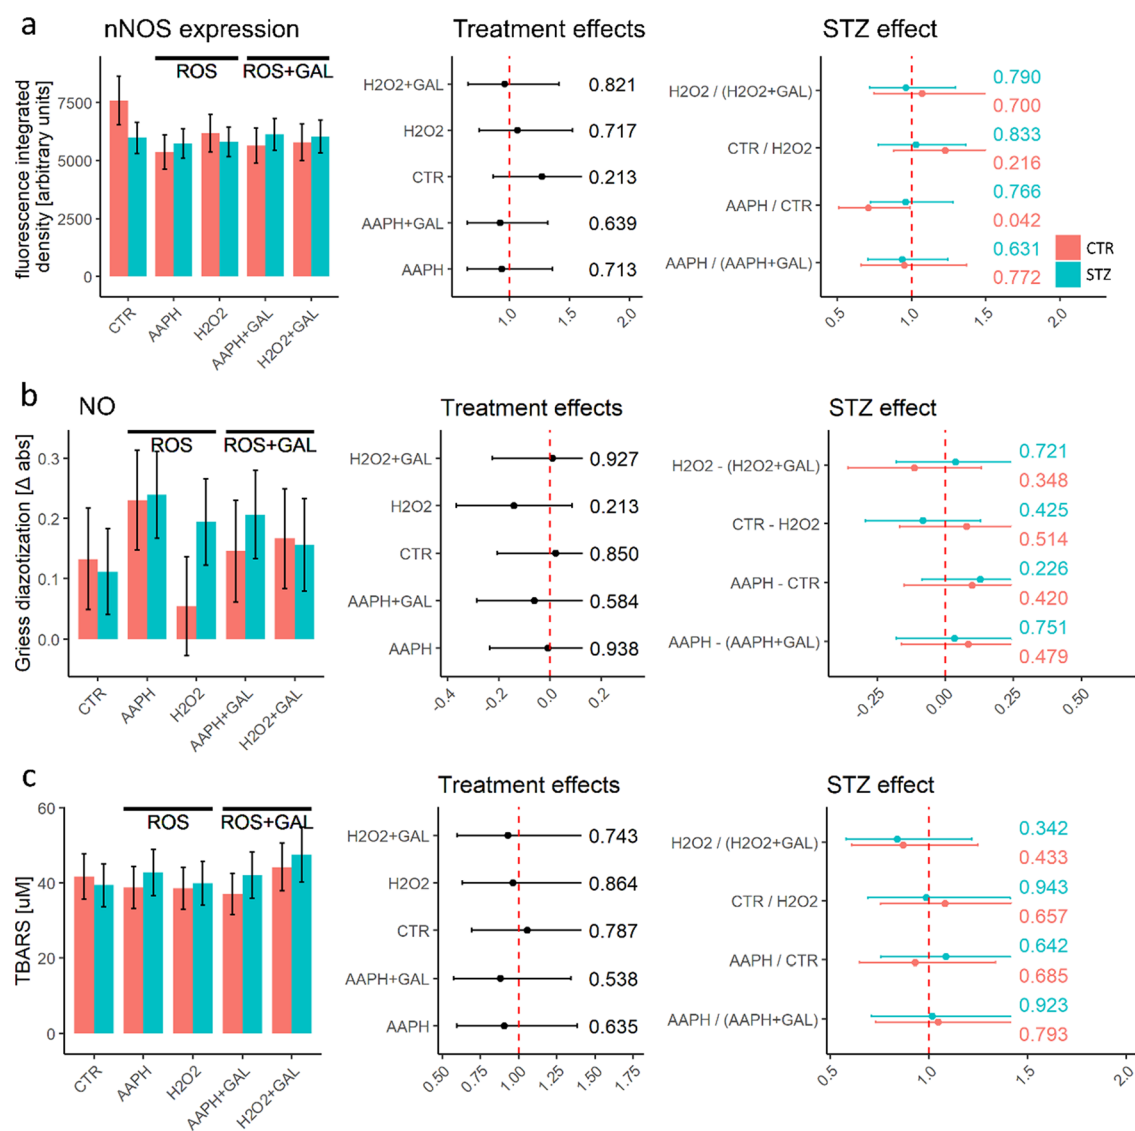 a
nNOS expression
Treatment effects
STZ effect
ROS
ROS+GAL
fluorescence integrated
density [arbitrary units]
7500
5000
2500
0
CTR
AAPH
H2O2
AAPH+GAL
H2O2+GAL
H2O2+GAL
0.821
H2O2
0.717
CTR
0.213
AAPH+GAL
0.639
AAPH
0.713
1.0
1.5
2.0
H2O2 / (H2O2+GAL)
0.790
0.700
CTR / H2O2
0.833
0.216
AAPH / CTR
0.766
0.042
AAPH / (AAPH+GAL)
0.631
0.772
CTR
STZ
0.5
1.0
1.5
2.0
b
NO
Treatment effects
STZ effect
ROS
ROS+GAL
Griess diazotization [Δ abs]
0.3
0.2
0.1
0.0
CTR
AAPH
H2O2
AAPH+GAL
H2O2+GAL
H2O2+GAL
0.927
H2O2
0.213
CTR
0.850
AAPH+GAL
0.584
AAPH
0.938
-0.4
-0.2
0.0
0.2
H2O2 - (H2O2+GAL)
0.721
0.348
CTR - H2O2
0.425
0.514
AAPH - CTR
0.226
0.420
AAPH - (AAPH+GAL)
0.751
0.479
-0.25
0.00
0.25
0.50
c
Treatment effects
STZ effect
ROS
ROS+GAL
TBARS [uM]
60
40
20
0
CTR
AAPH
H2O2
AAPH+GAL
H2O2+GAL
H2O2+GAL
0.743
H2O2
0.864
CTR
0.787
AAPH+GAL
0.538
AAPH
0.635
0.50
0.75
1.00
1.25
1.50
1.75
H2O2 / (H2O2+GAL)
0.342
0.433
CTR / H2O2
0.943
0.657
AAPH / CTR
0.642
0.685
AAPH / (AAPH+GAL)
0.923
0.793
0.5
1.0
1.5
2.0